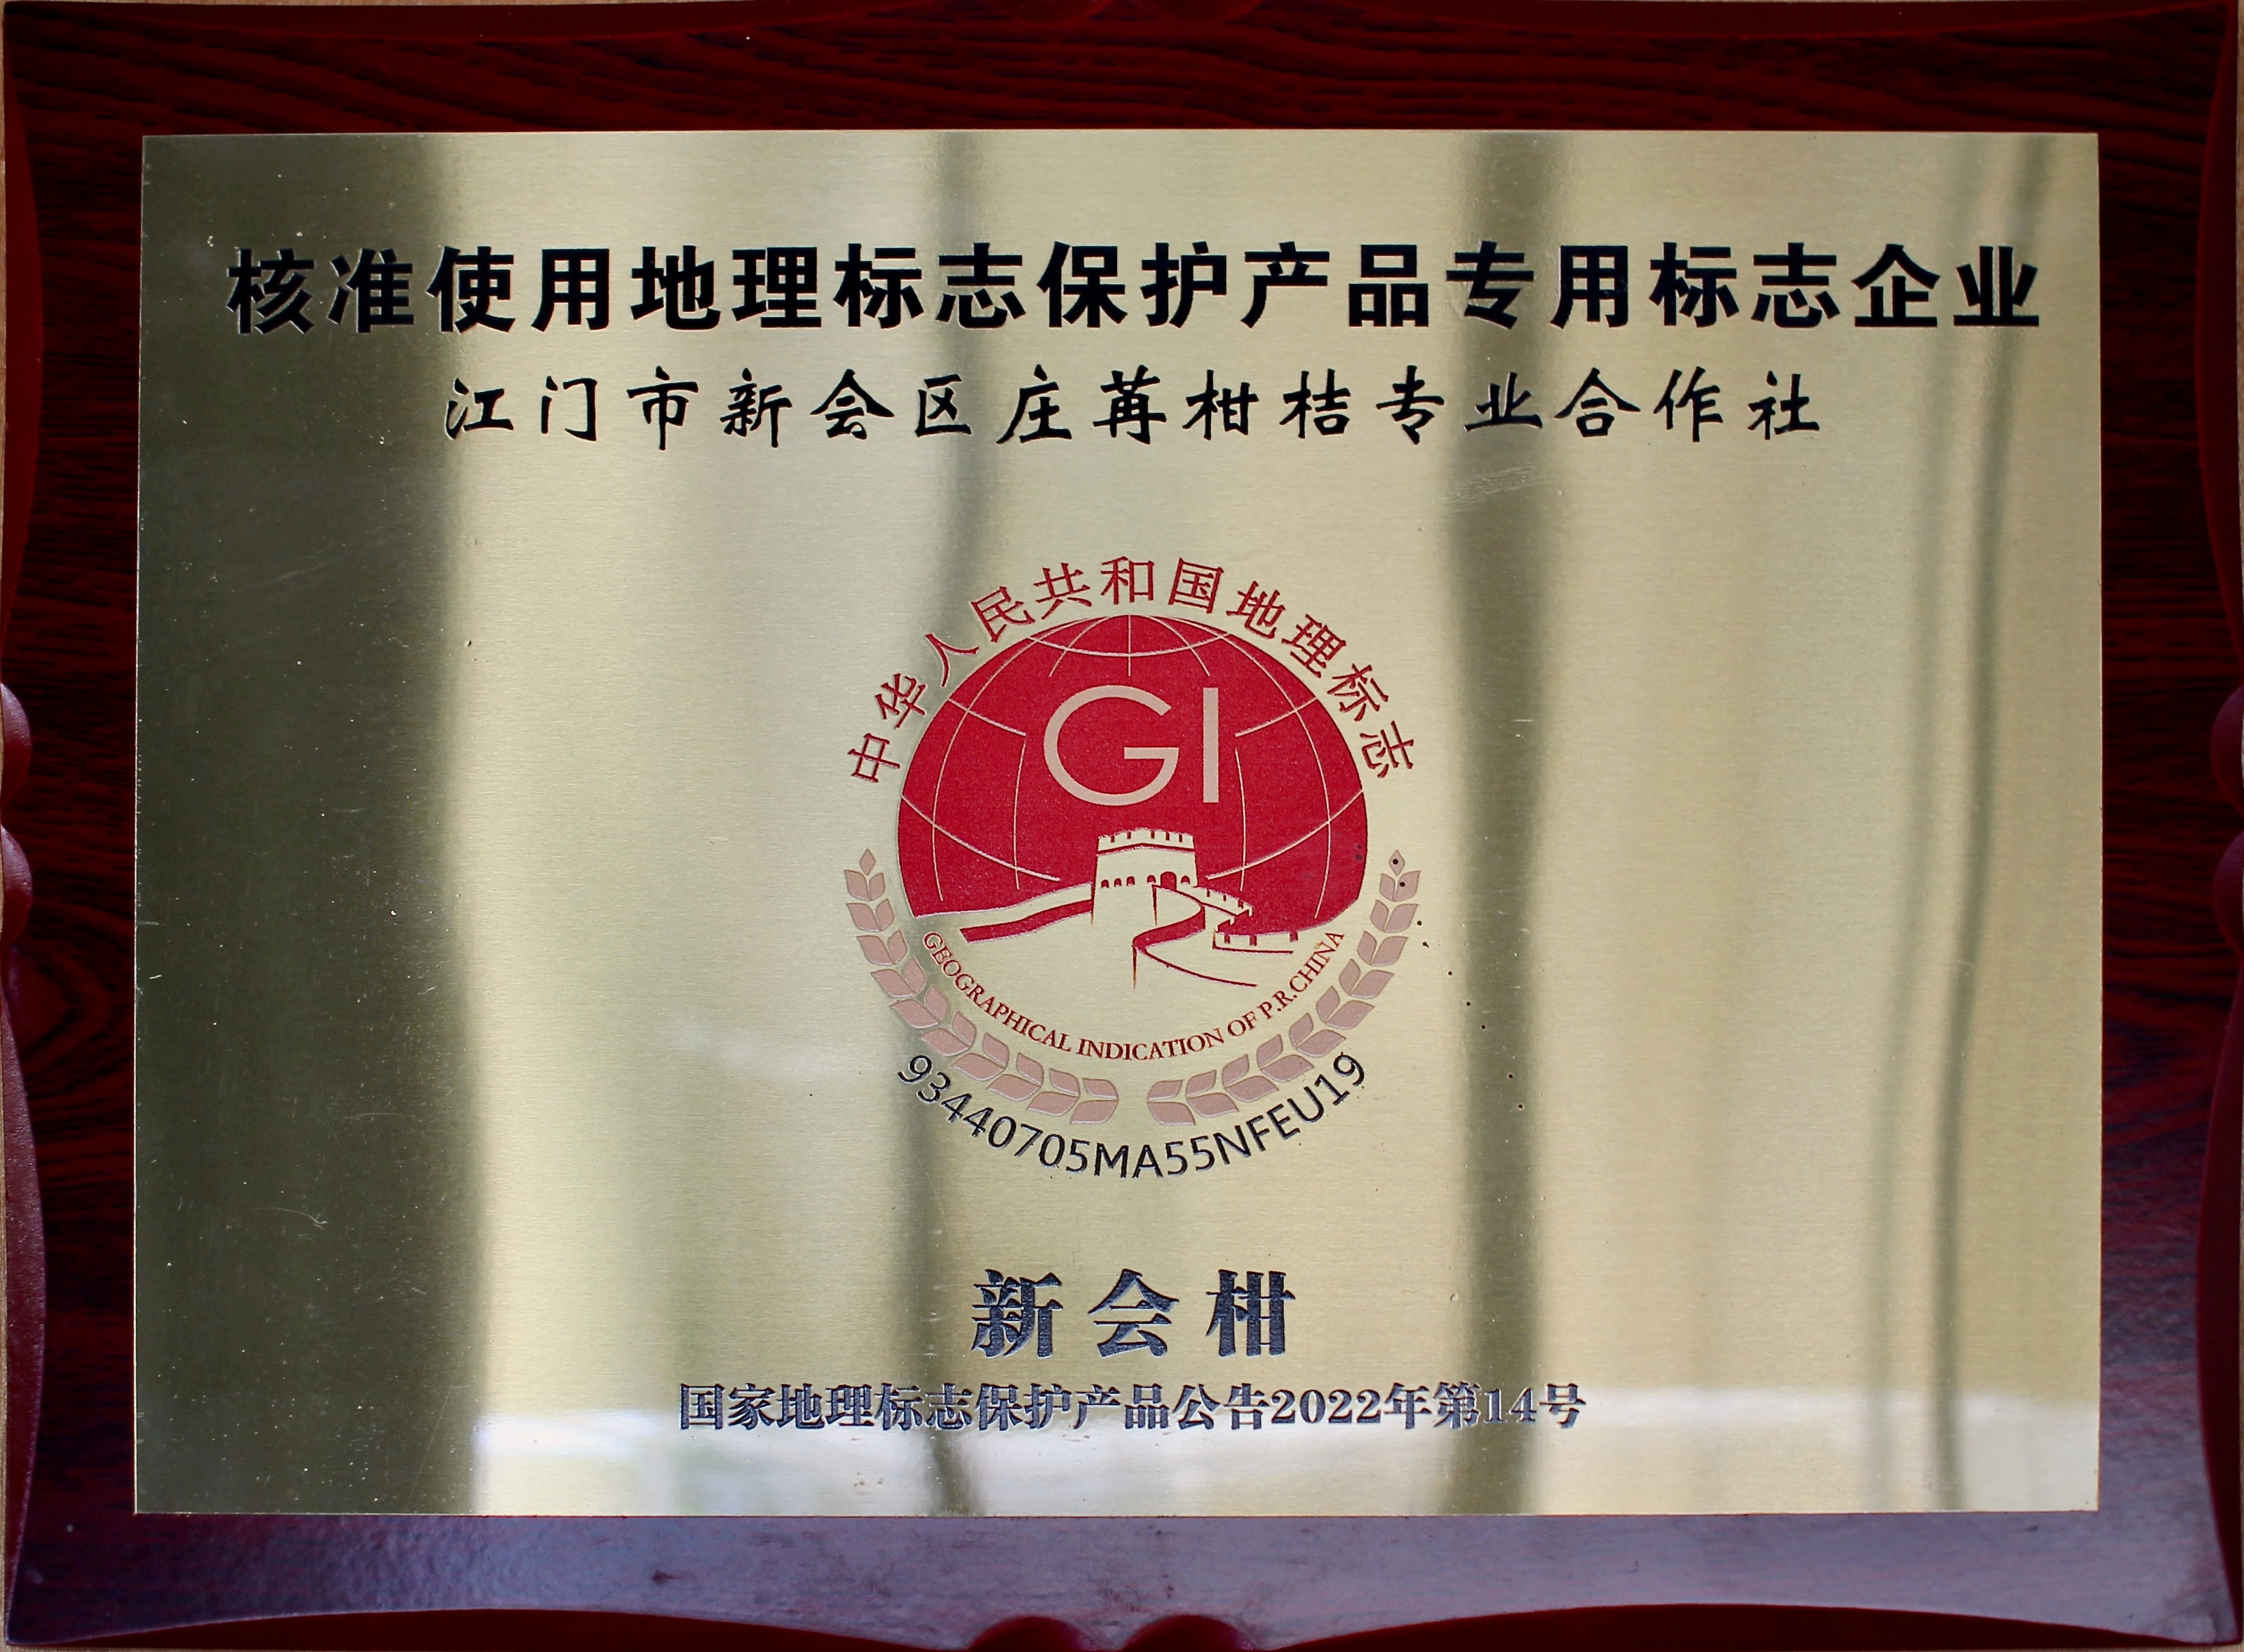 核准使用地理标志保护产品专用标志企业
江门市新会区庄苒柑桔专业合作社
中华人民共和国地理标志
GI
GEOGRAPHICAL INDICATION OF P.R.CHINA
93440705MA55NFEU19
新会柑
国家地理标志保护产品公告2022年第14号